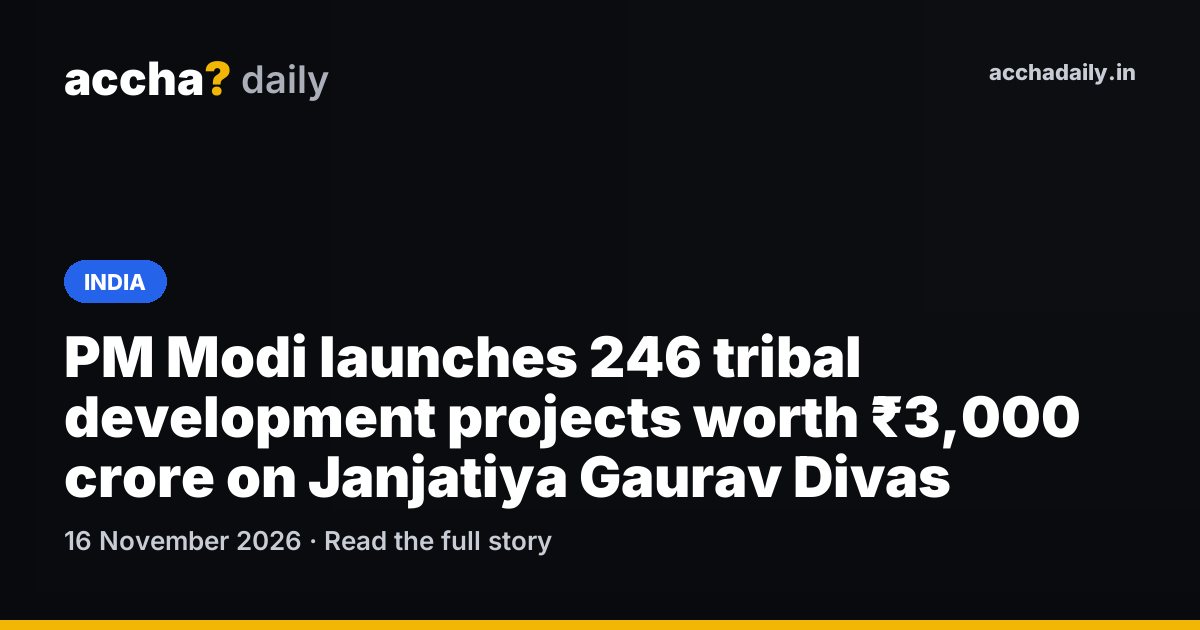 accha? daily
acchadaily.in
INDIA
PM Modi launches 246 tribal
development projects worth ₹3,000
crore on Janjatiya Gaurav Divas
16 November 2026 · Read the full story